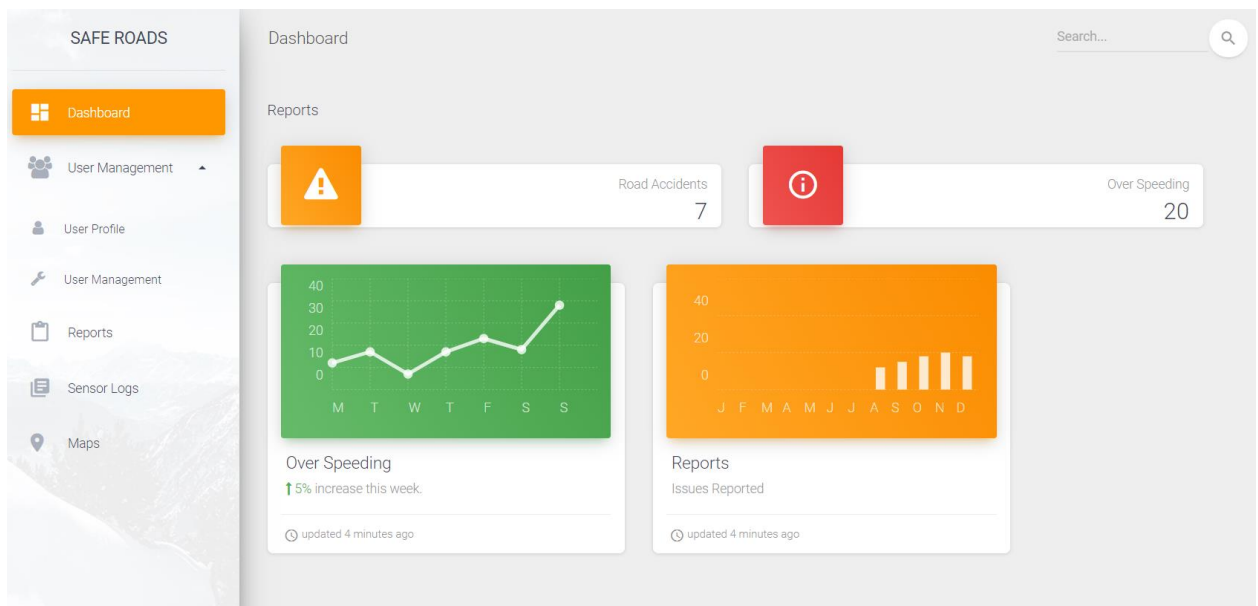 SAFE ROADS
Dashboard
User Management
User Profile
User Management
Reports
Sensor Logs
Maps
Dashboard
Search...
Reports
Road Accidents
7
Over Speeding
20
40
30
20
10
0
M T W T F S S
Over Speeding
5% increase this week.
updated 4 minutes ago
40
20
0
J F M A M J J A S O N D
Reports
Issues Reported
updated 4 minutes ago